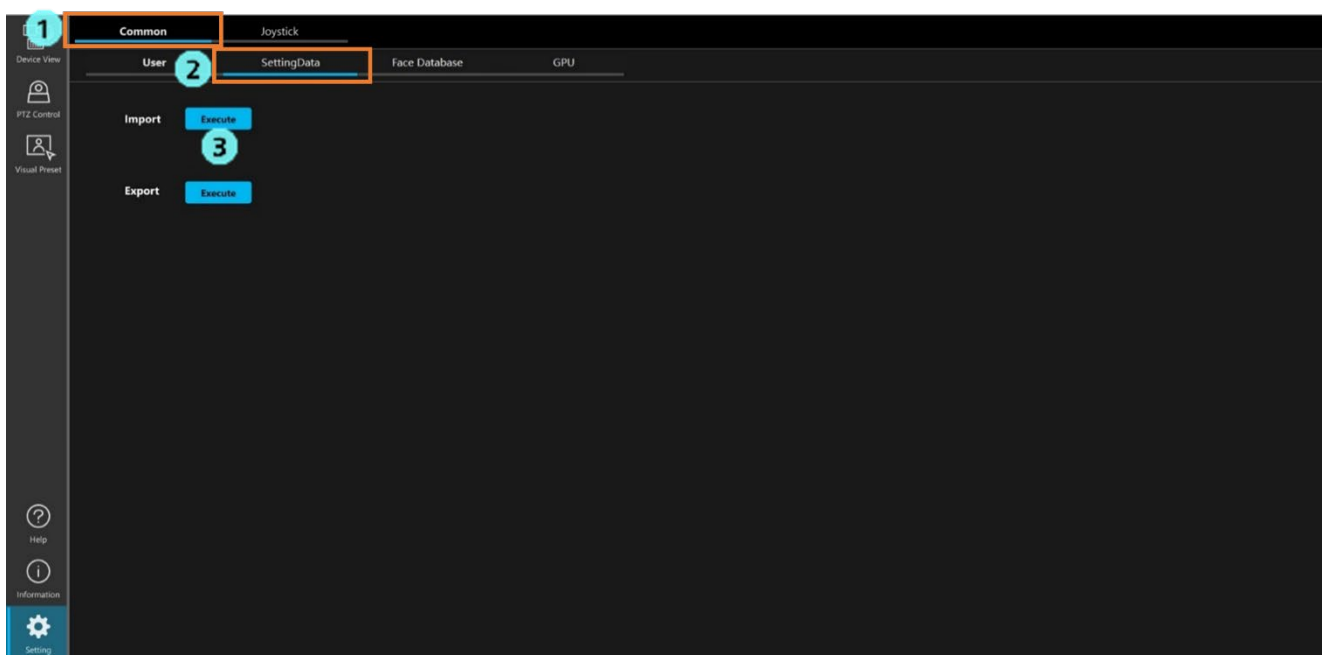 1
Common
Joystick
Device View
User
2
SettingData
Face Database
GPU
PTZ Control
Import
Execute
3
Visual Preset
Export
Execute
Help
Information
Setting